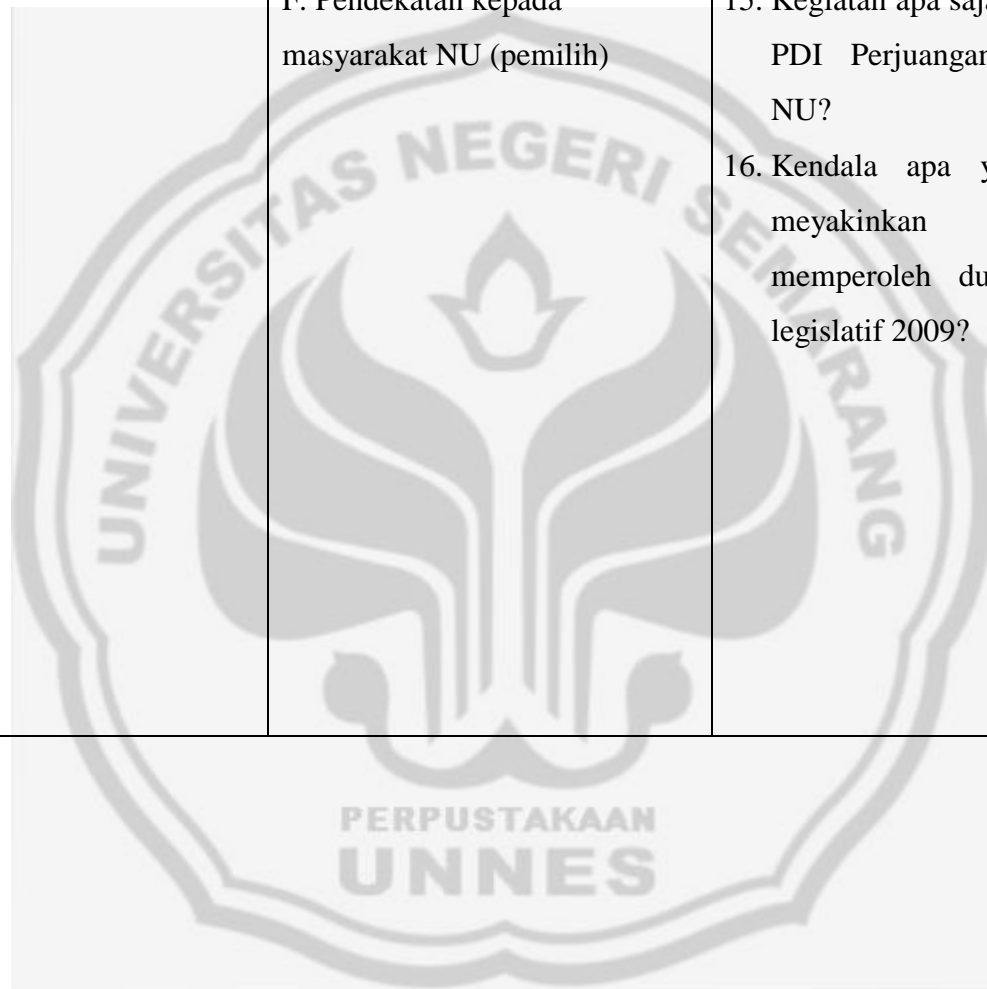 F. Pendekatan kepada
masyarakat NU (pemilih)
15. Kegiatan apa saja
PDI Perjuangan
NU?
16. Kendala apa
meyakinkan
memperoleh
legislatif 2009?
UNIVERSITAS NEGERI SEMARANG
PERPUSTAKAAN
UNNES